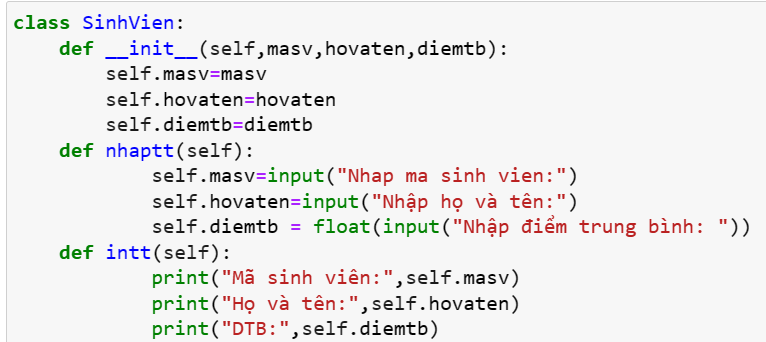 class SinhVien:
    def __init__(self,masv,hovaten,diemtb):
        self.masv=masv
        self.hovaten=hovaten
        self.diemtb=diemtb
    def nhaptt(self):
            self.masv=input("Nhap ma sinh vien:")
            self.hovaten=input("Nhập họ và tên:")
            self.diemtb = float(input("Nhập điểm trung bình: "))
    def intt(self):
            print("Mã sinh viên:",self.masv)
            print("Họ và tên:",self.hovaten)
            print("DTB:",self.diemtb)